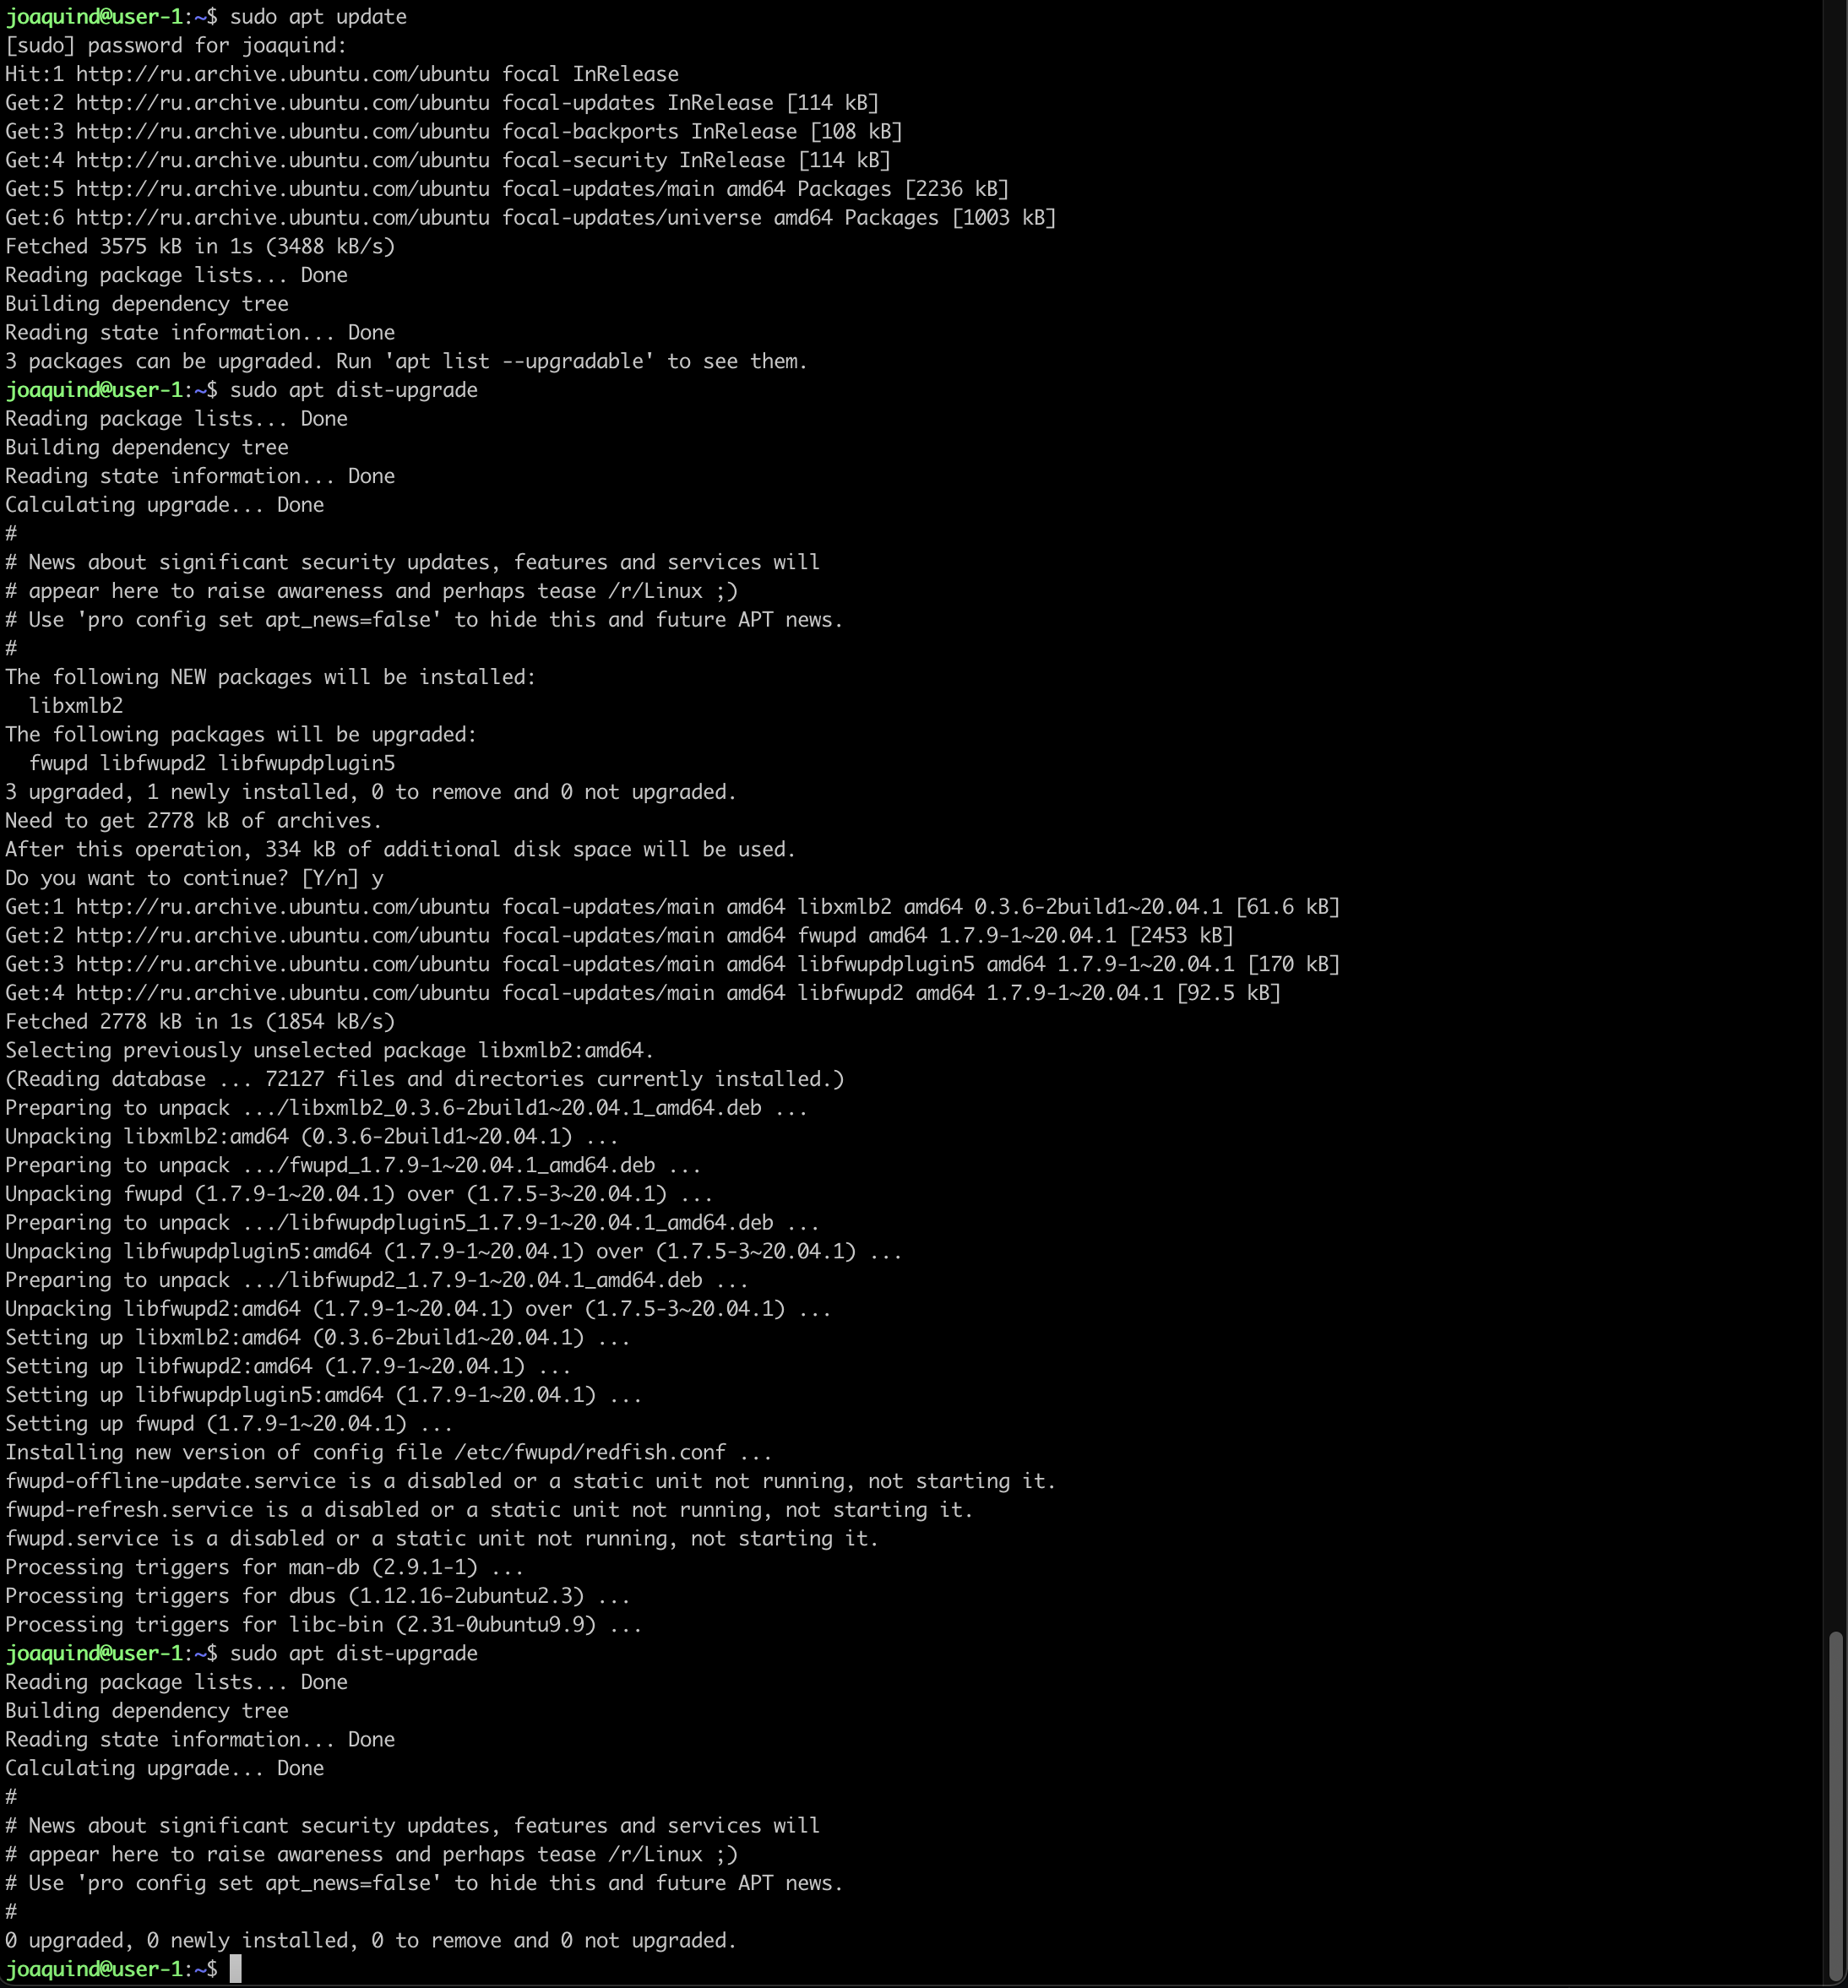 joaquind@user-1:~$ sudo apt update
[sudo] password for joaquind:
Hit:1 http://ru.archive.ubuntu.com/ubuntu focal InRelease
Get:2 http://ru.archive.ubuntu.com/ubuntu focal-updates InRelease [114 kB]
Get:3 http://ru.archive.ubuntu.com/ubuntu focal-backports InRelease [108 kB]
Get:4 http://ru.archive.ubuntu.com/ubuntu focal-security InRelease [114 kB]
Get:5 http://ru.archive.ubuntu.com/ubuntu focal-updates/main amd64 Packages [2236 kB]
Get:6 http://ru.archive.ubuntu.com/ubuntu focal-updates/universe amd64 Packages [1003 kB]
Fetched 3575 kB in 1s (3488 kB/s)
Reading package lists... Done
Building dependency tree
Reading state information... Done
3 packages can be upgraded. Run 'apt list --upgradable' to see them.
joaquind@user-1:~$ sudo apt dist-upgrade
Reading package lists... Done
Building dependency tree
Reading state information... Done
Calculating upgrade... Done
#
# News about significant security updates, features and services will
# appear here to raise awareness and perhaps tease /r/Linux ;)
# Use 'pro config set apt_news=false' to hide this and future APT news.
#
The following NEW packages will be installed:
  libxmlb2
The following packages will be upgraded:
  fwupd libfwupd2 libfwupdplugin5
3 upgraded, 1 newly installed, 0 to remove and 0 not upgraded.
Need to get 2778 kB of archives.
After this operation, 334 kB of additional disk space will be used.
Do you want to continue? [Y/n] y
Get:1 http://ru.archive.ubuntu.com/ubuntu focal-updates/main amd64 libxmlb2 amd64 0.3.6-2build1~20.04.1 [61.6 kB]
Get:2 http://ru.archive.ubuntu.com/ubuntu focal-updates/main amd64 fwupd amd64 1.7.9-1~20.04.1 [2453 kB]
Get:3 http://ru.archive.ubuntu.com/ubuntu focal-updates/main amd64 libfwupdplugin5 amd64 1.7.9-1~20.04.1 [170 kB]
Get:4 http://ru.archive.ubuntu.com/ubuntu focal-updates/main amd64 libfwupd2 amd64 1.7.9-1~20.04.1 [92.5 kB]
Fetched 2778 kB in 1s (1854 kB/s)
Selecting previously unselected package libxmlb2:amd64.
(Reading database ... 72127 files and directories currently installed.)
Preparing to unpack .../libxmlb2_0.3.6-2build1~20.04.1_amd64.deb ...
Unpacking libxmlb2:amd64 (0.3.6-2build1~20.04.1) ...
Preparing to unpack .../fwupd_1.7.9-1~20.04.1_amd64.deb ...
Unpacking fwupd (1.7.9-1~20.04.1) over (1.7.5-3~20.04.1) ...
Preparing to unpack .../libfwupdplugin5_1.7.9-1~20.04.1_amd64.deb ...
Unpacking libfwupdplugin5:amd64 (1.7.9-1~20.04.1) over (1.7.5-3~20.04.1) ...
Preparing to unpack .../libfwupd2_1.7.9-1~20.04.1_amd64.deb ...
Unpacking libfwupd2:amd64 (1.7.9-1~20.04.1) over (1.7.5-3~20.04.1) ...
Setting up libxmlb2:amd64 (0.3.6-2build1~20.04.1) ...
Setting up libfwupd2:amd64 (1.7.9-1~20.04.1) ...
Setting up libfwupdplugin5:amd64 (1.7.9-1~20.04.1) ...
Setting up fwupd (1.7.9-1~20.04.1) ...
Installing new version of config file /etc/fwupd/redfish.conf ...
fwupd-offline-update.service is a disabled or a static unit not running, not starting it.
fwupd-refresh.service is a disabled or a static unit not running, not starting it.
fwupd.service is a disabled or a static unit not running, not starting it.
Processing triggers for man-db (2.9.1-1) ...
Processing triggers for dbus (1.12.16-2ubuntu2.3) ...
Processing triggers for libc-bin (2.31-0ubuntu9.9) ...
joaquind@user-1:~$ sudo apt dist-upgrade
Reading package lists... Done
Building dependency tree
Reading state information... Done
Calculating upgrade... Done
#
# News about significant security updates, features and services will
# appear here to raise awareness and perhaps tease /r/Linux ;)
# Use 'pro config set apt_news=false' to hide this and future APT news.
#
0 upgraded, 0 newly installed, 0 to remove and 0 not upgraded.
joaquind@user-1:~$